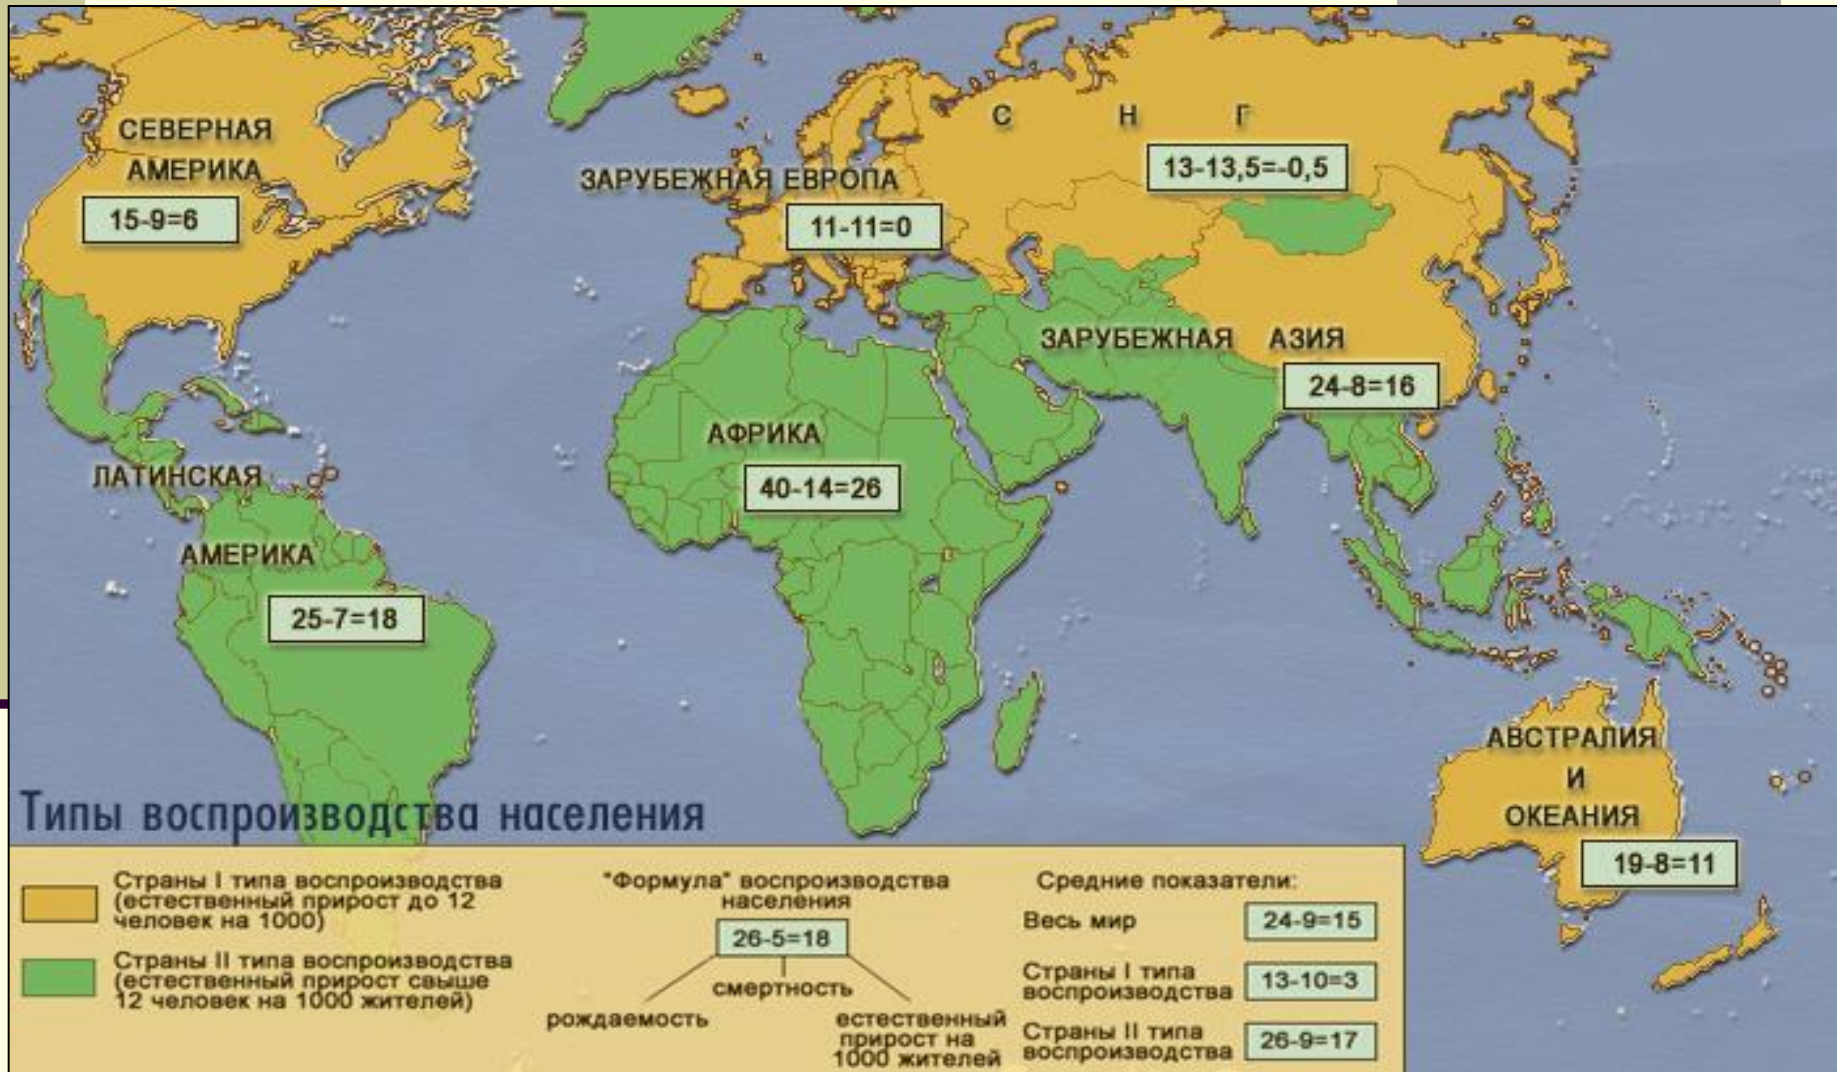 СЕВЕРНАЯ
АМЕРИКА
15-9=6
ЗАРУБЕЖНАЯ ЕВРОПА
11-11=0
С Н Г
13-13,5=-0,5
ЗАРУБЕЖНАЯ АЗИЯ
24-8=16
АФРИКА
40-14=26
ЛАТИНСКАЯ
АМЕРИКА
25-7=18
АВСТРАЛИЯ
И
ОКЕАНИЯ
19-8=11
Типы воспроизводства населения
Страны I типа воспроизводства
(естественный прирост до 12
человек на 1000)
Страны II типа воспроизводства
(естественный прирост свыше
12 человек на 1000 жителей)
"Формула" воспроизводства
населения
26-5=18
смертность
рождаемость
естественный
прирост на
1000 жителей
Средние показатели:
Весь мир
24-9=15
Страны I типа
воспроизводства
13-10=3
Страны II типа
воспроизводства
26-9=17